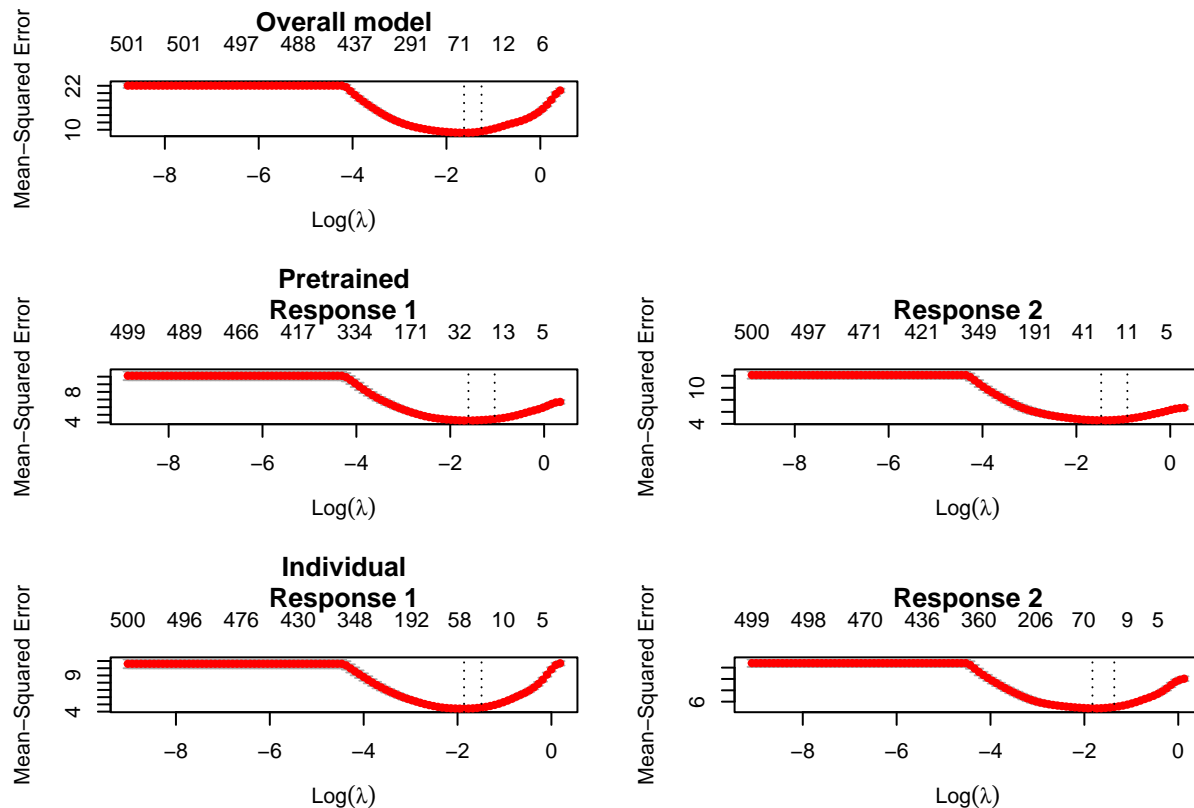 Overall model
501 501 497 488 437 291 71 12 6
Mean−Squared Error
22
10
−8 −6 −4 −2 0
Log(λ)
Pretrained
Response 1
499 489 466 417 334 171 32 13 5
Mean−Squared Error
8
4
−8 −6 −4 −2 0
Log(λ)
Response 2
500 497 471 421 349 191 41 11 5
Mean−Squared Error
10
4
−8 −6 −4 −2 0
Log(λ)
Individual
Response 1
500 496 476 430 348 192 58 10 5
Mean−Squared Error
9
4
−8 −6 −4 −2 0
Log(λ)
Response 2
499 498 470 436 360 206 70 9 5
Mean−Squared Error
6
−8 −6 −4 −2 0
Log(λ)